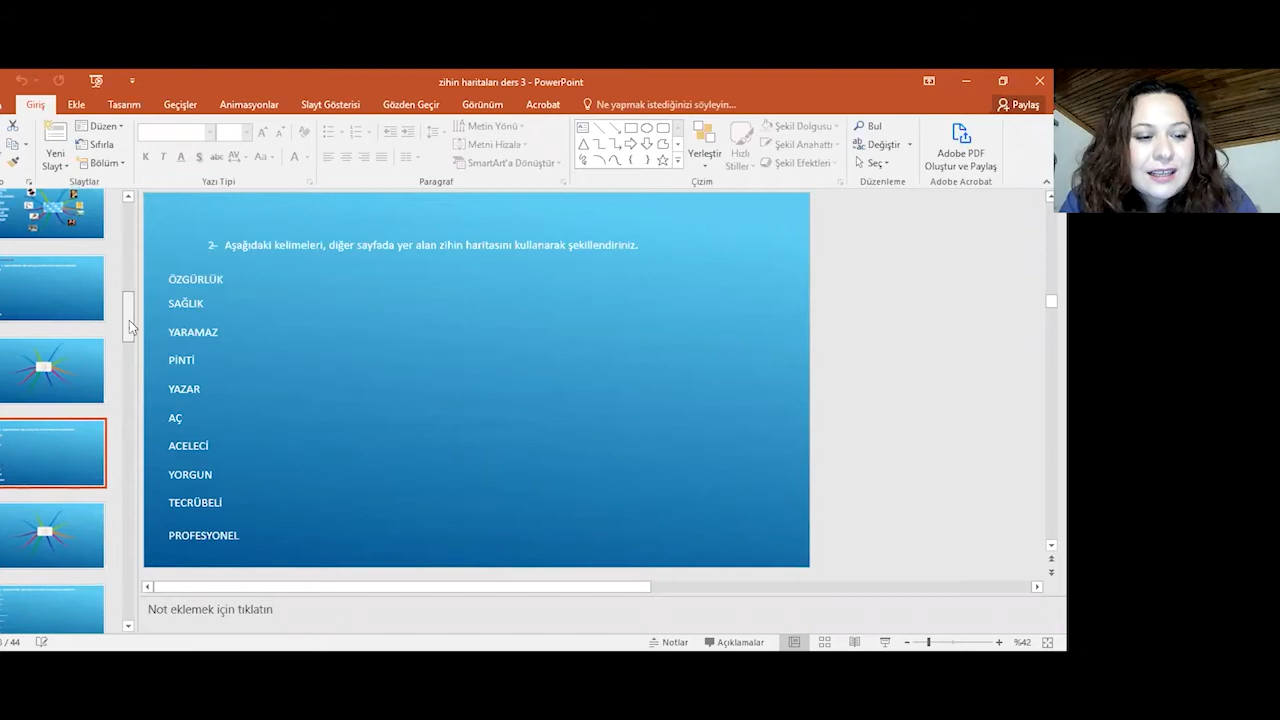 zihin haritaları ders 3 - PowerPoint
Giriş Ekle Tasarım Geçişler Animasyonlar Slayt Gösterisi Gözden Geçir Görünüm Acrobat Ne yapmak istediğinizi söyleyin... Paylaş
Yeni
Slayt
Düzen
Sıfırla
Bölüm
Slaytlar
K T A S abc AV Aa A
Yazı Tipi
Metin Yönü
Metni Hizala
SmartArt'a Dönüştür
Paragraf
Yerleştir
Hızlı
Stiller
Şekil Dolgusu
Şekil Anahattı
Şekil Efektleri
Çizim
Bul
Değiştir
Seç
Düzenleme
Adobe PDF
Oluştur ve Paylaş
Adobe Acrobat
2- Aşağıdaki kelimeleri, diğer sayfada yer alan zihin haritasını kullanarak şekillendiriniz.
ÖZGÜRLÜK
SAĞLIK
YARAMAZ
PİNTİ
YAZAR
AÇ
ACELECİ
YORGUN
TECRÜBELİ
PROFESYONEL
Not eklemek için tıklatın
/ 44 Notlar Açıklamalar %42